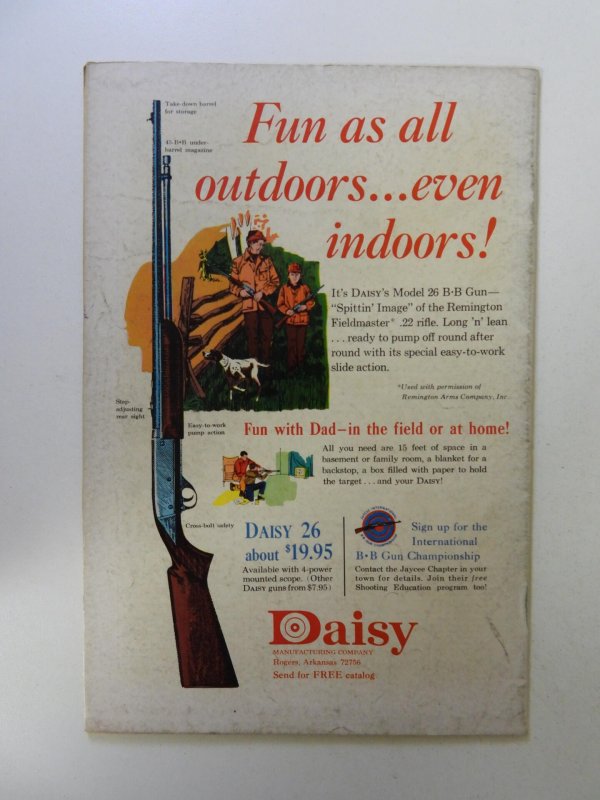 Take-down barrel
for storage
45-B•B under-
barrel magazine
Fun as all
outdoors...even
indoors!
It's DAISY's Model 26 B•B Gun—
"Spittin' Image" of the Remington
Fieldmaster* .22 rifle. Long 'n' lean
. . . ready to pump off round after
round with its special easy-to-work
slide action.
*Used with permission of
Remington Arms Company, Inc.
Step-
adjusting
rear sight
Easy-to-work
pump action
Cross-bolt safety
Fun with Dad—in the field or at home!
All you need are 15 feet of space in a
basement or family room, a blanket for a
backstop, a box filled with paper to hold
the target . . . and your DAISY!
DAISY 26
about $19.95
Available with 4-power
mounted scope. (Other
DAISY guns from $7.95)
Sign up for the
International
B•B Gun Championship
Contact the Jaycee Chapter in your
town for details. Join their free
Shooting Education program too!
Daisy
MANUFACTURING COMPANY
Rogers, Arkansas 72756
Send for FREE catalog